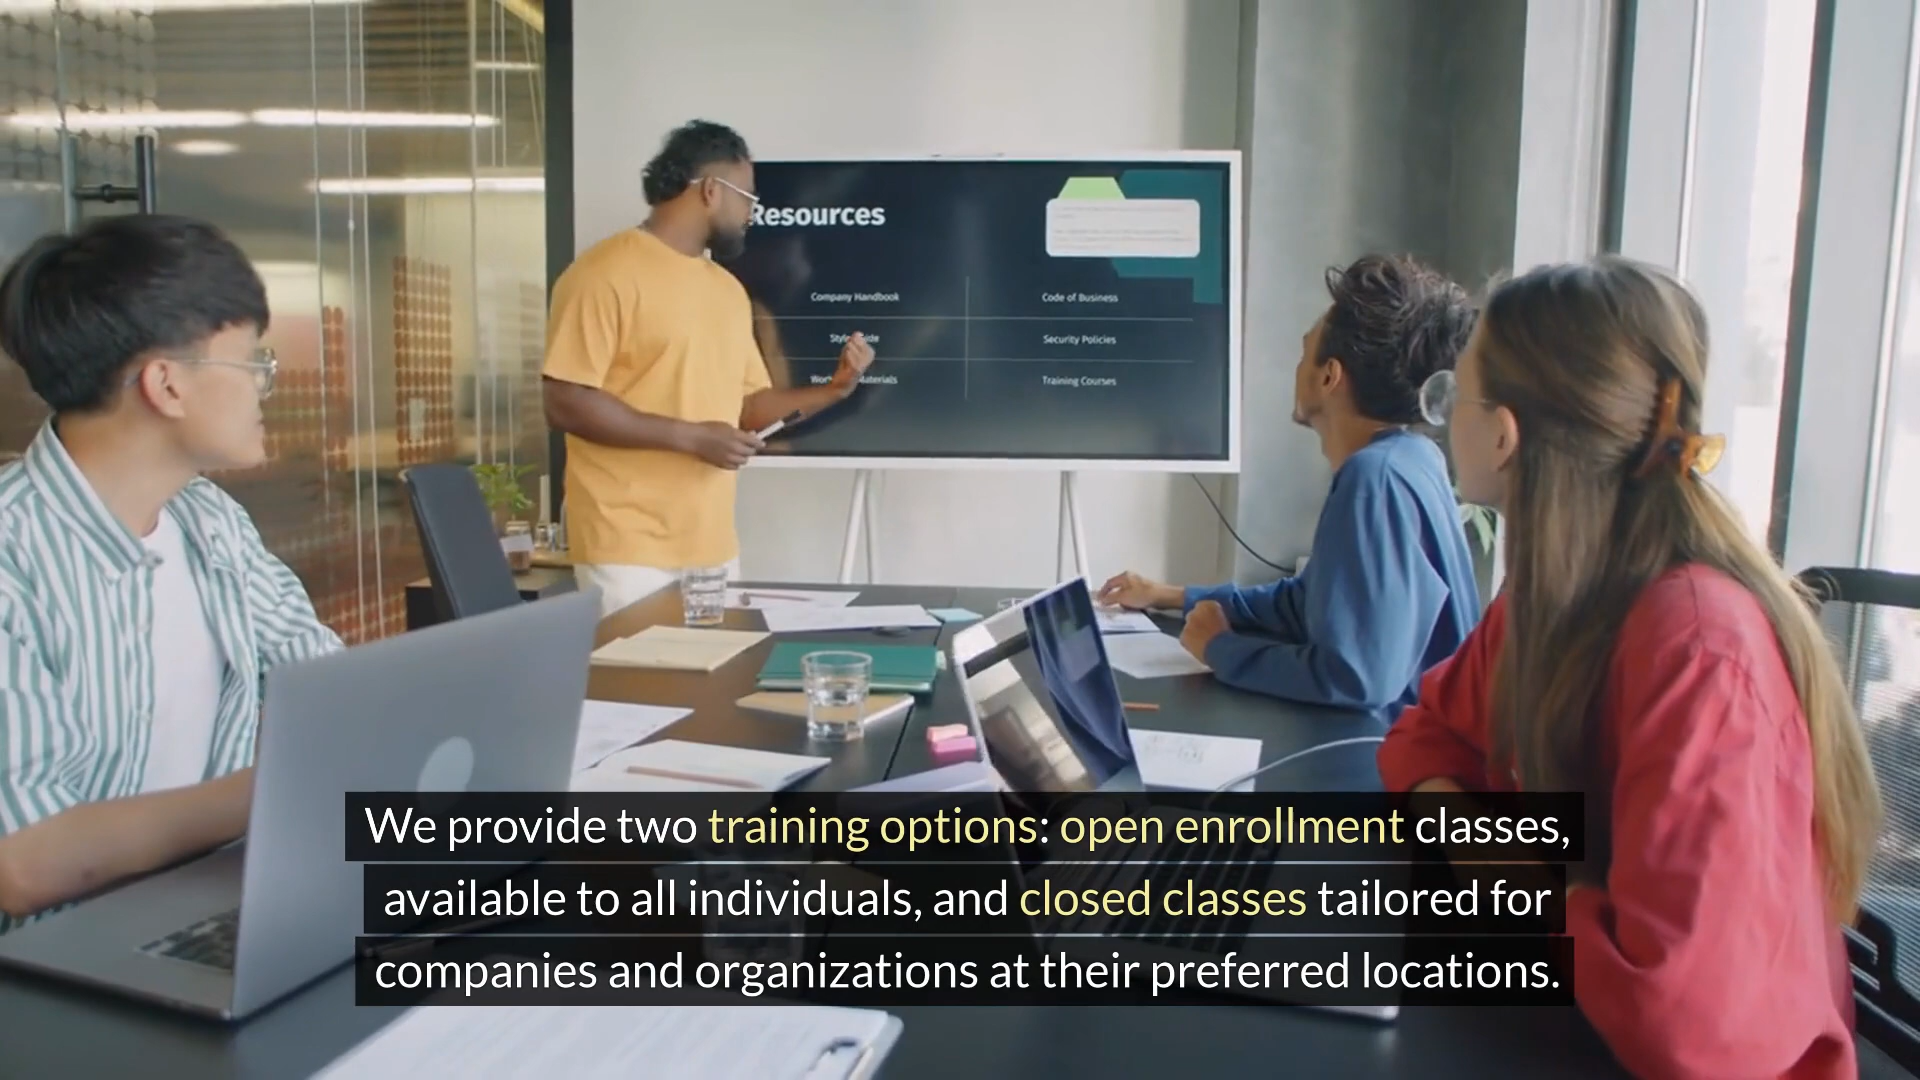 Resources
Company Handbook
Code of Business
Security Policies
Training Courses
We provide two training options: open enrollment classes,
available to all individuals, and closed classes tailored for
companies and organizations at their preferred locations.